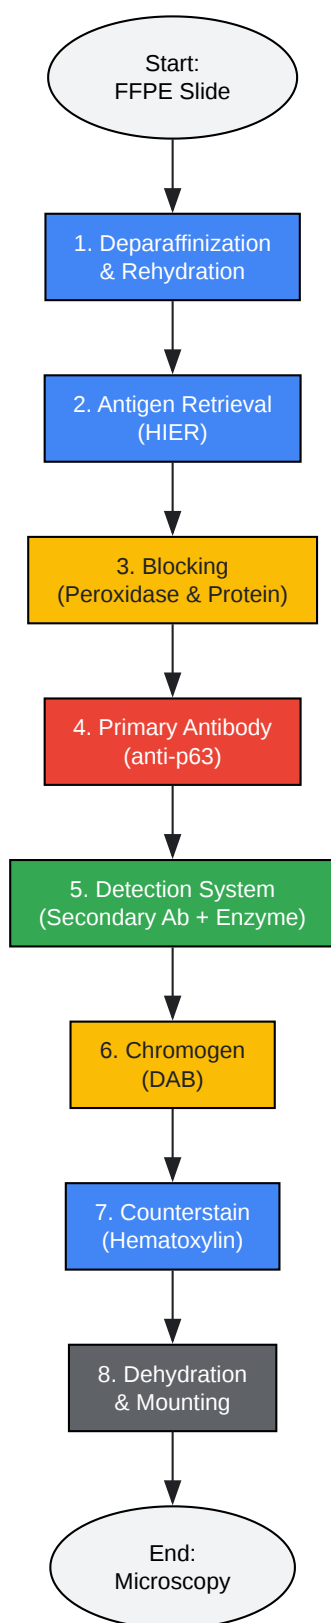 Start:
FFPE Slide
1. Deparaffinization
& Rehydration
2. Antigen Retrieval
(HIER)
3. Blocking
(Peroxidase & Protein)
4. Primary Antibody
(anti-p63)
5. Detection System
(Secondary Ab + Enzyme)
6. Chromogen
(DAB)
7. Counterstain
(Hematoxylin)
8. Dehydration
& Mounting
End:
Microscopy